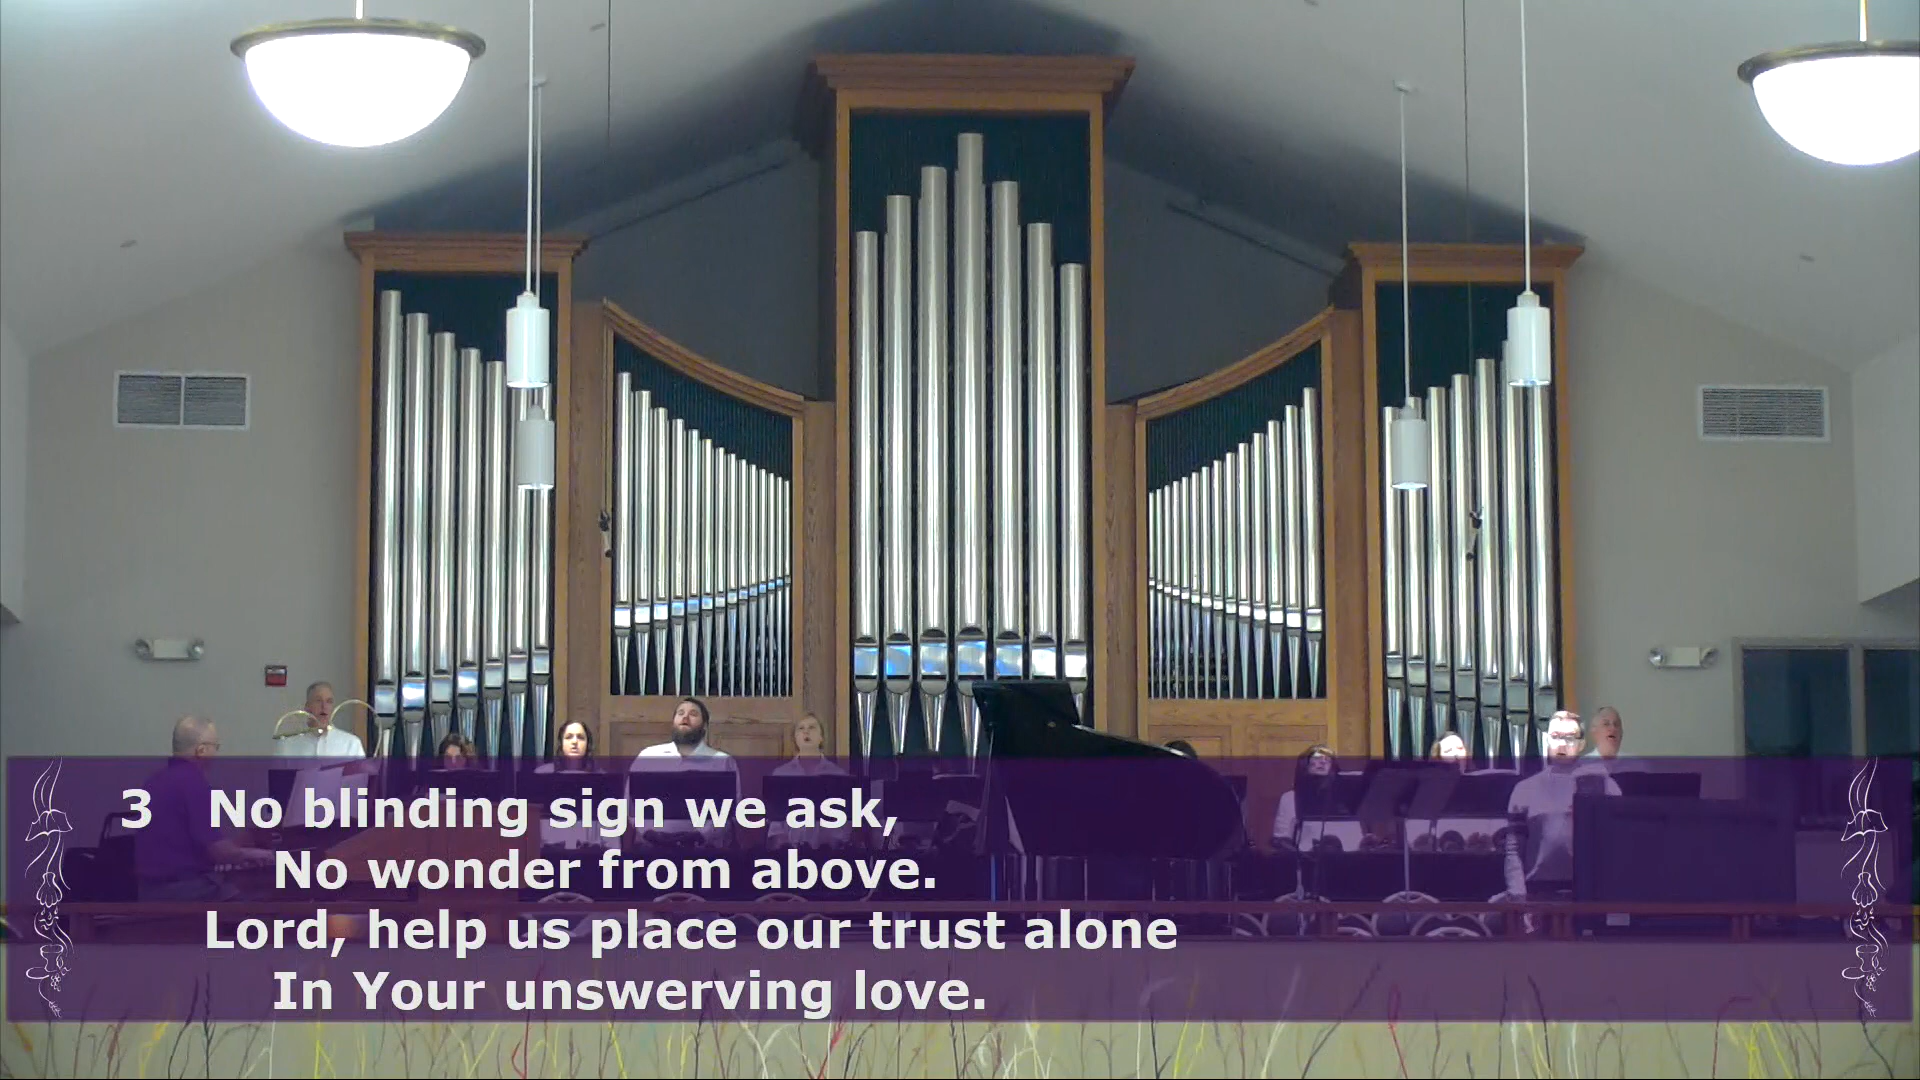 3 No blinding sign we ask,
No wonder from above.
Lord, help us place our trust alone
In Your unswerving love.